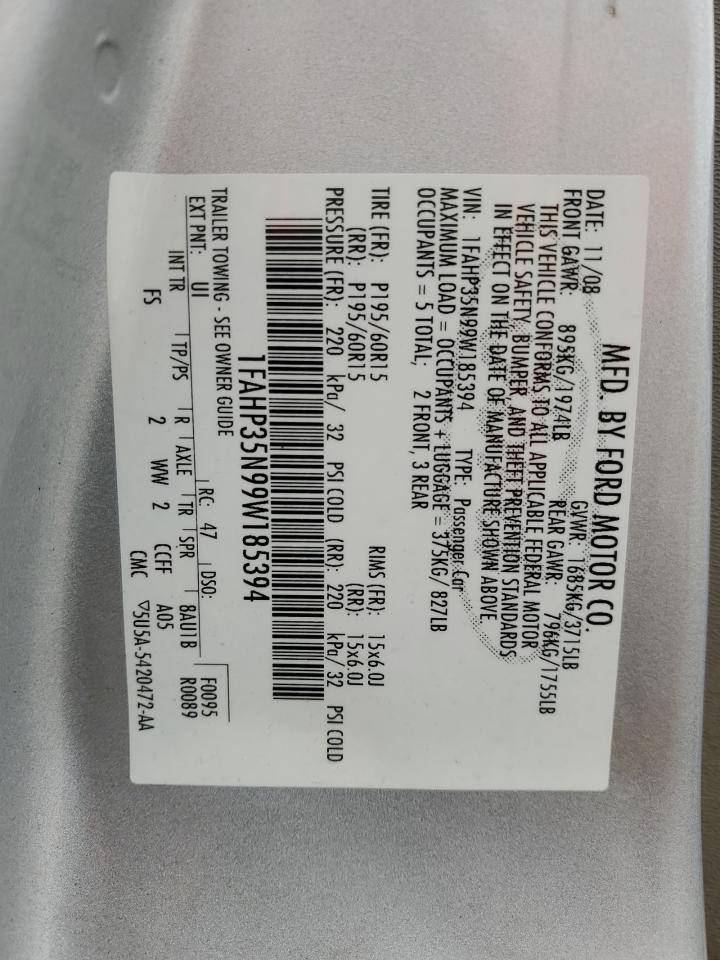 MFD. BY FORD MOTOR CO.
DATE: 11/08 GVWR: 1685KG/3715LB
FRONT GAWR: 895KG/1974LB REAR GAWR: 796KG/1755LB
THIS VEHICLE CONFORMS TO ALL APPLICABLE FEDERAL MOTOR
VEHICLE SAFETY, BUMPER, AND THEFT PREVENTION STANDARDS
IN EFFECT ON THE DATE OF MANUFACTURE SHOWN ABOVE.
VIN: 1FAHP35N99W185394 TYPE: Passenger Car
MAXIMUM LOAD = OCCUPANTS + LUGGAGE = 375KG/ 827LB
OCCUPANTS = 5 TOTAL; 2 FRONT, 3 REAR
TIRE (FR): P195/60R15 RIMS (FR): 15x6.0J
(RR): P195/60R15 (RR): 15x6.0J
PRESSURE (FR): 220 kPa/ 32 PSI COLD (RR): 220 kPa/ 32 PSI COLD
1FAHP35N99W185394
TRAILER TOWING - SEE OWNER GUIDE
EXT PNT: UI RC: 47 DSO: F0095
R0089
INT TR TP/PS R AXLE TR SPR 8AU1B
FS 2 WW 2 CCFF A05
CMC ▽5U5A-5420472-AA